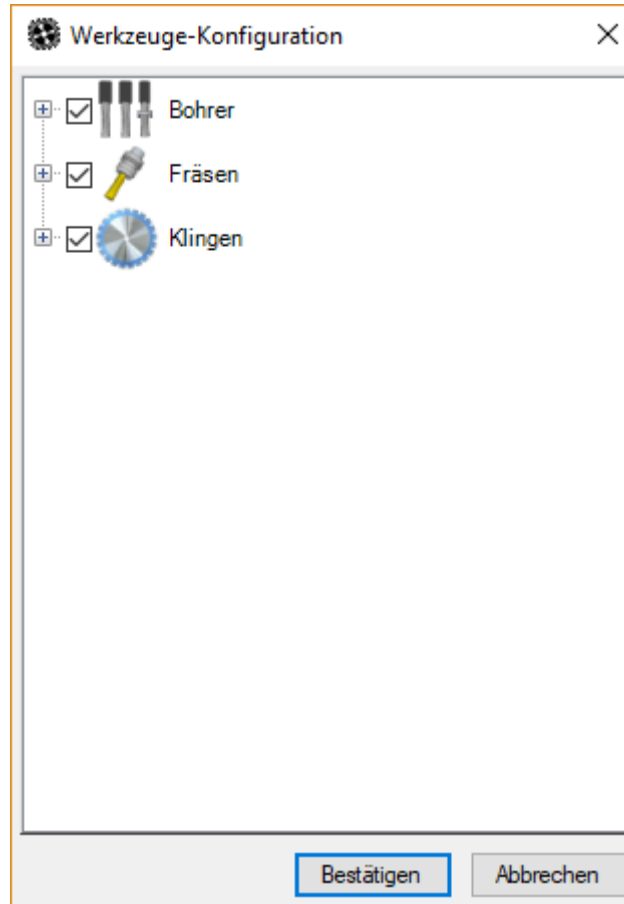 Werkzeuge-Konfiguration
Bohrer
Fräsen
Klingen
Bestätigen Abbrechen